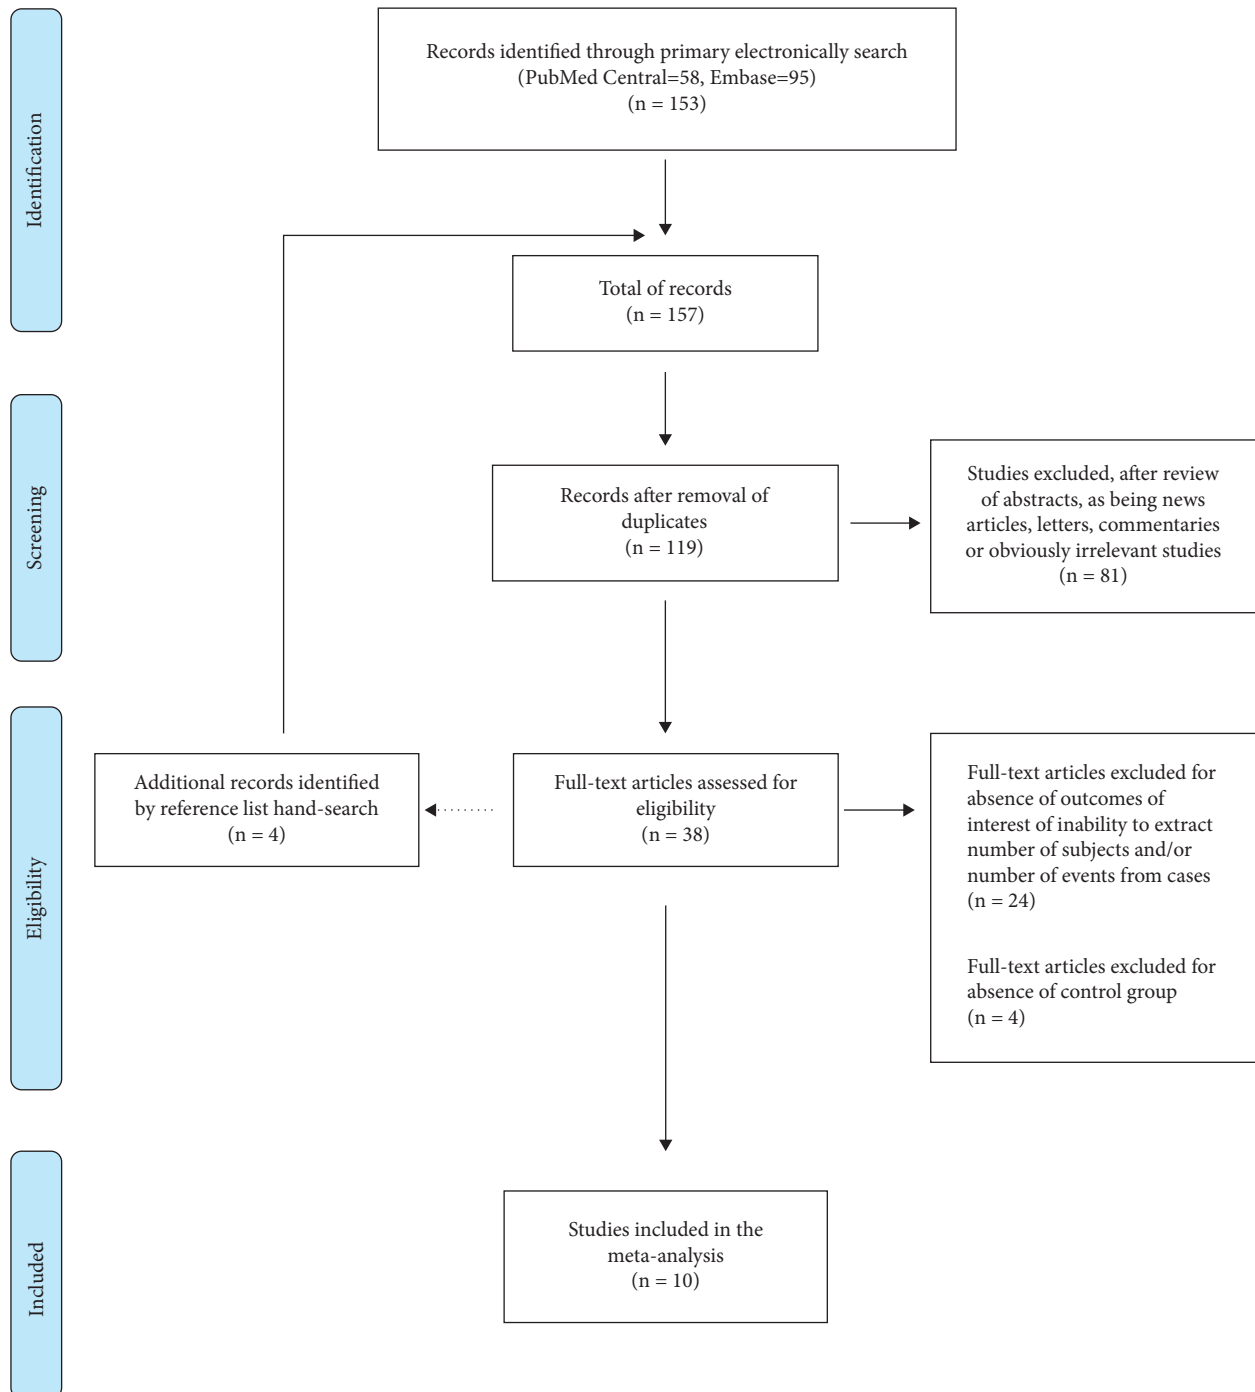 Identification
Records identified through primary electronically search
(PubMed Central=58, Embase=95)
(n = 153)
Total of records
(n = 157)
Screening
Records after removal of
duplicates
(n = 119)
Studies excluded, after review
of abstracts, as being news
articles, letters, commentaries
or obviously irrelevant studies
(n = 81)
Eligibility
Additional records identified
by reference list hand-search
(n = 4)
Full-text articles assessed for
eligibility
(n = 38)
Full-text articles excluded for
absence of outcomes of
interest of inability to extract
number of subjects and/or
number of events from cases
(n = 24)
Full-text articles excluded for
absence of control group
(n = 4)
Included
Studies included in the
meta-analysis
(n = 10)